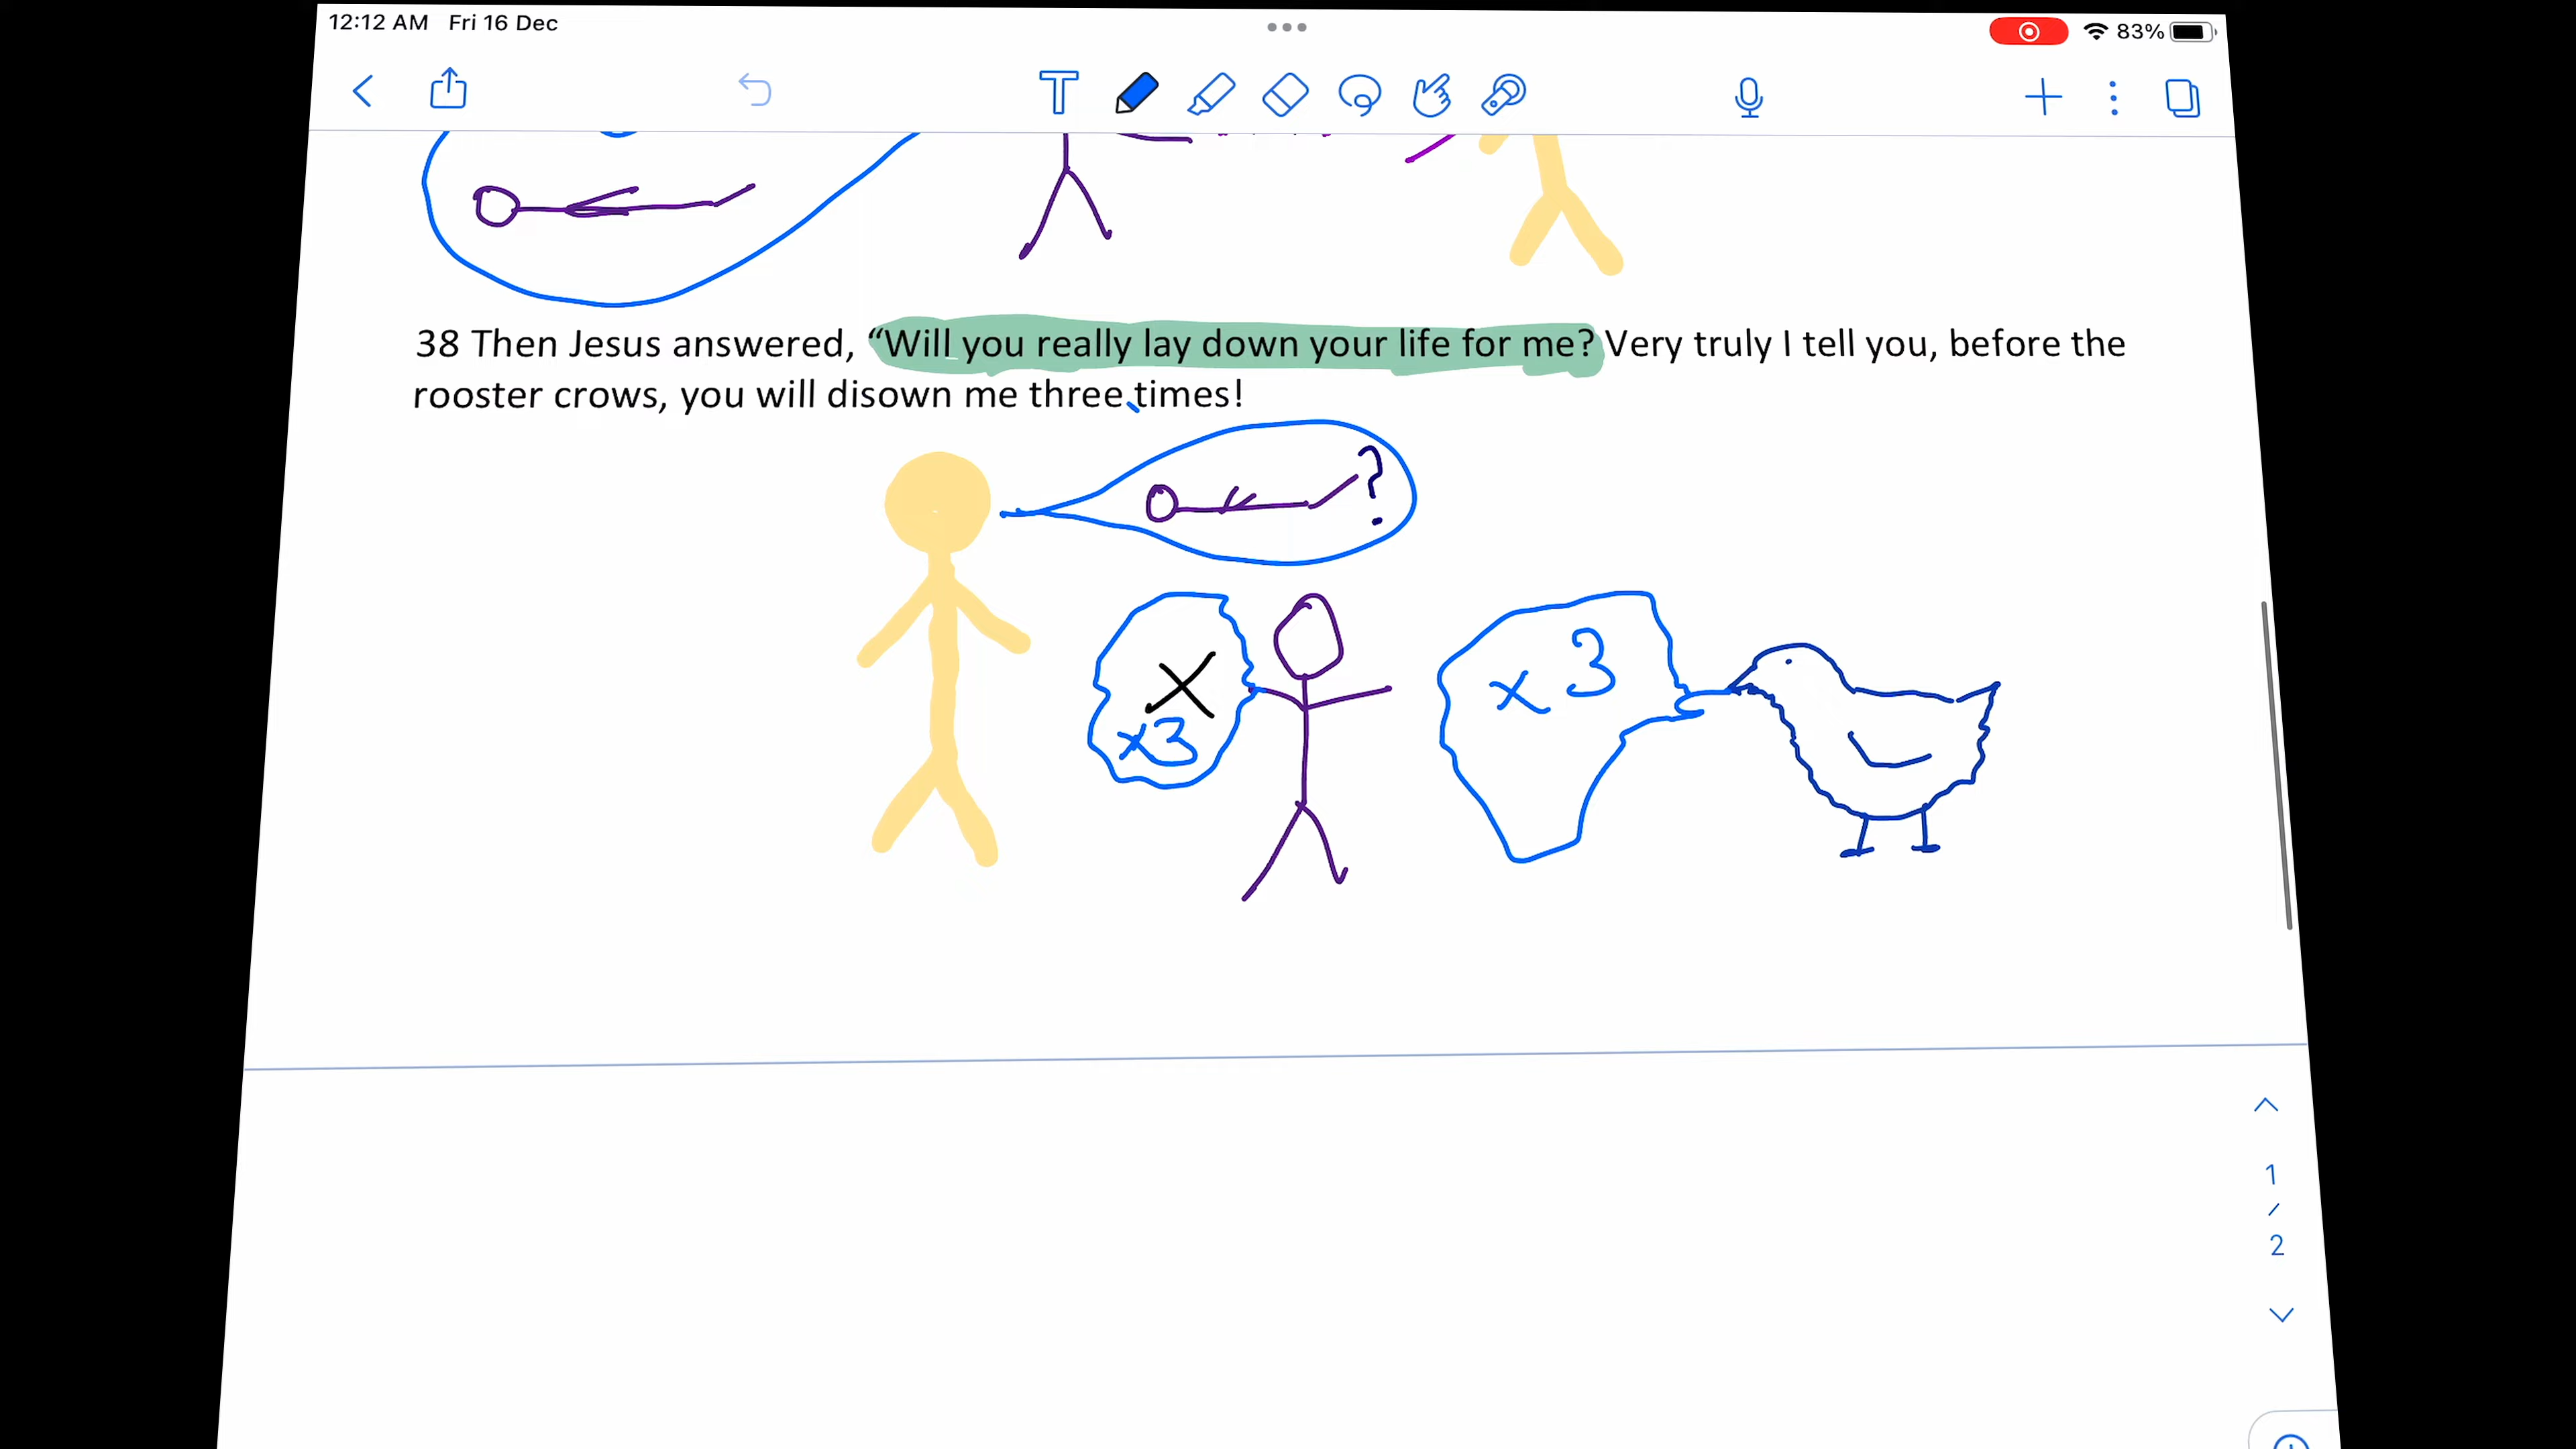 12:12 AM Fri 16 Dec
83%
T
38 Then Jesus answered, “Will you really lay down your life for me? Very truly I tell you, before the
rooster crows, you will disown me three times!
?
X
x3
x 3
1
/
2